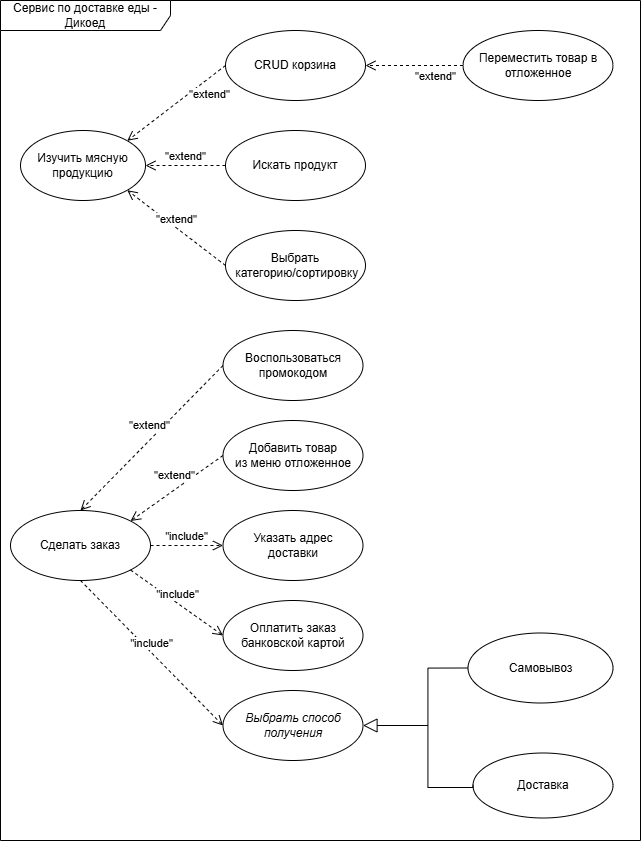 Сервис по доставке еды -
Дикоед
CRUD корзина
"extend"
Переместить товар в
отложенное
"extend"
Изучить мясную
продукцию
"extend"
Искать продукт
"extend"
Выбрать
категорию/сортировку
Воспользоваться
промокодом
"extend"
Добавить товар
из меню отложенное
"extend"
Сделать заказ
"include"
Указать адрес
доставки
"include"
Оплатить заказ
банковской картой
"include"
Выбрать способ
получения
Самовывоз
Доставка